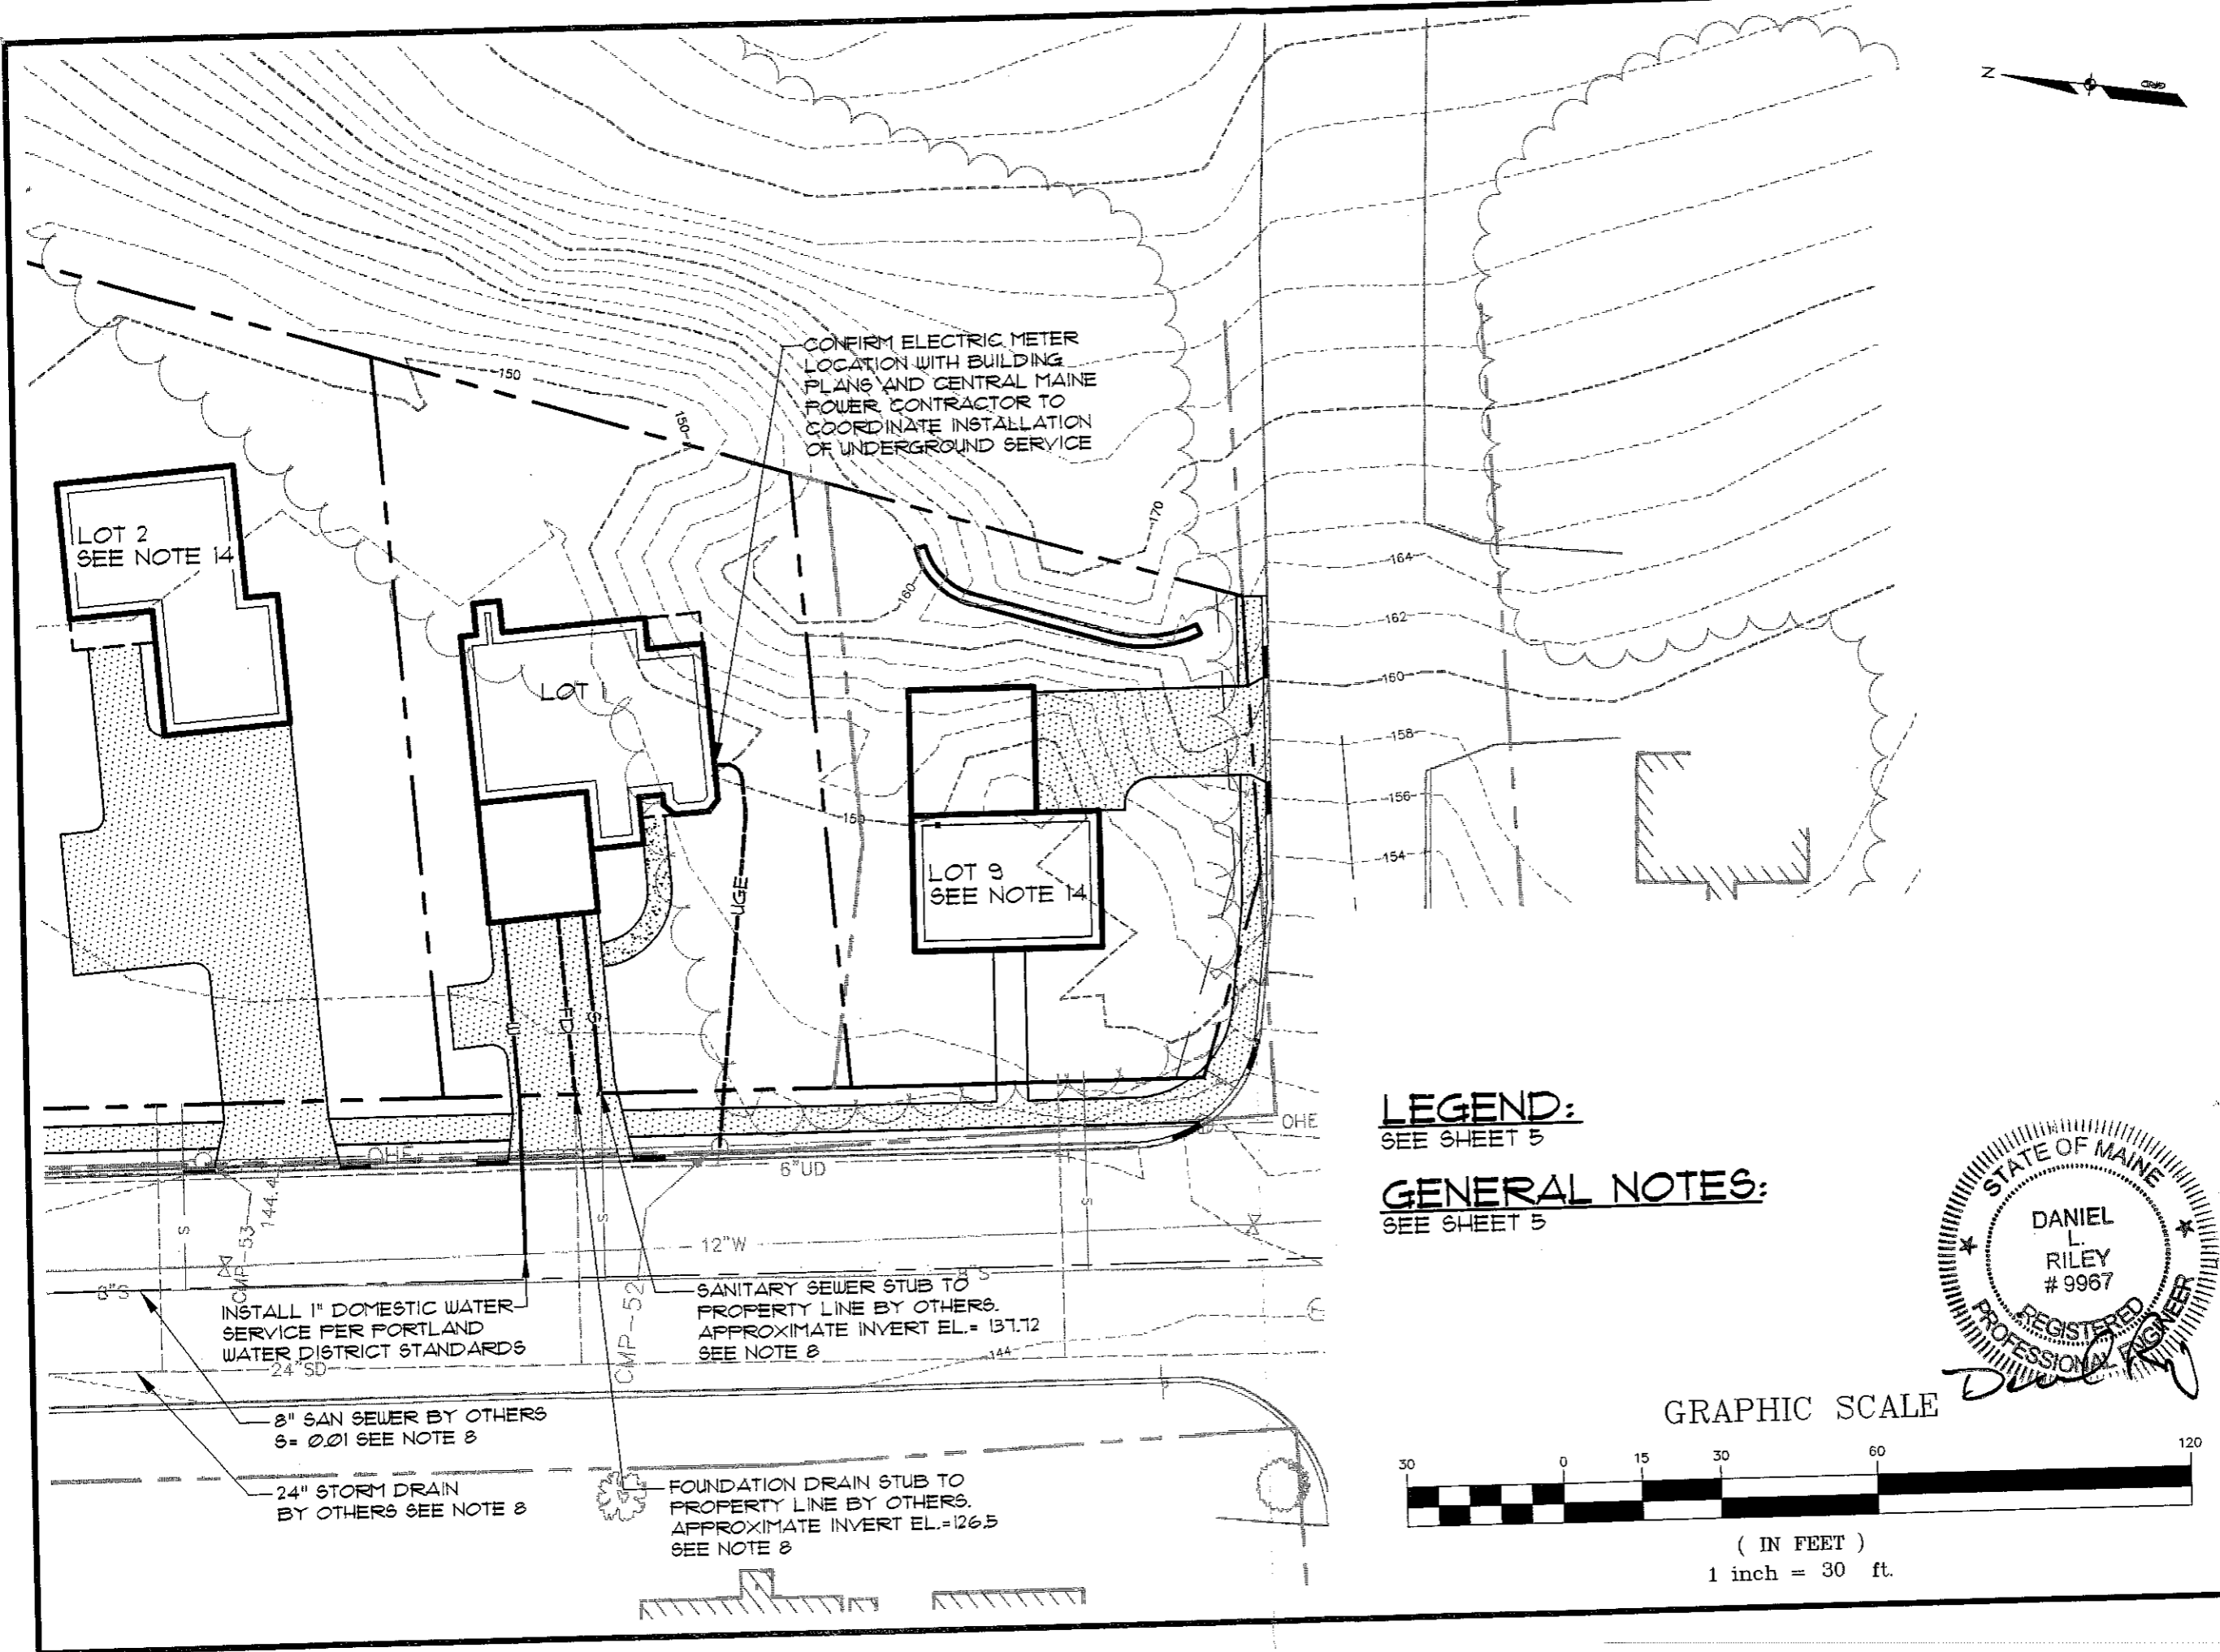 Z
GRID
CONFIRM ELECTRIC METER
LOCATION WITH BUILDING
PLANS AND CENTRAL MAINE
POWER CONTRACTOR TO
COORDINATE INSTALLATION
OF UNDERGROUND SERVICE
150
150
170
160
164
162
160
158
156
154
150
LOT 2
SEE NOTE 14
LOT 1
LOT 9
SEE NOTE 14
UGE
W
FD
S
OHE
OHE
6"UD
144.4
CMP-53
S
S
S
12"W
8"S
8"S
CMP-52
INSTALL 1" DOMESTIC WATER
SERVICE PER PORTLAND
WATER DISTRICT STANDARDS
SANITARY SEWER STUB TO
PROPERTY LINE BY OTHERS.
APPROXIMATE INVERT EL.= 137.72
SEE NOTE 8
24"SD
144
8" SAN SEWER BY OTHERS
S= 0.01 SEE NOTE 8
24" STORM DRAIN
BY OTHERS SEE NOTE 8
FOUNDATION DRAIN STUB TO
PROPERTY LINE BY OTHERS.
APPROXIMATE INVERT EL.=126.5
SEE NOTE 8
LEGEND:
SEE SHEET 5
GENERAL NOTES:
SEE SHEET 5
STATE OF MAINE
DANIEL
L.
RILEY
# 9967
REGISTERED
PROFESSIONAL ENGINEER
GRAPHIC SCALE
30 0 15 30 60 120
( IN FEET )
1 inch = 30 ft.